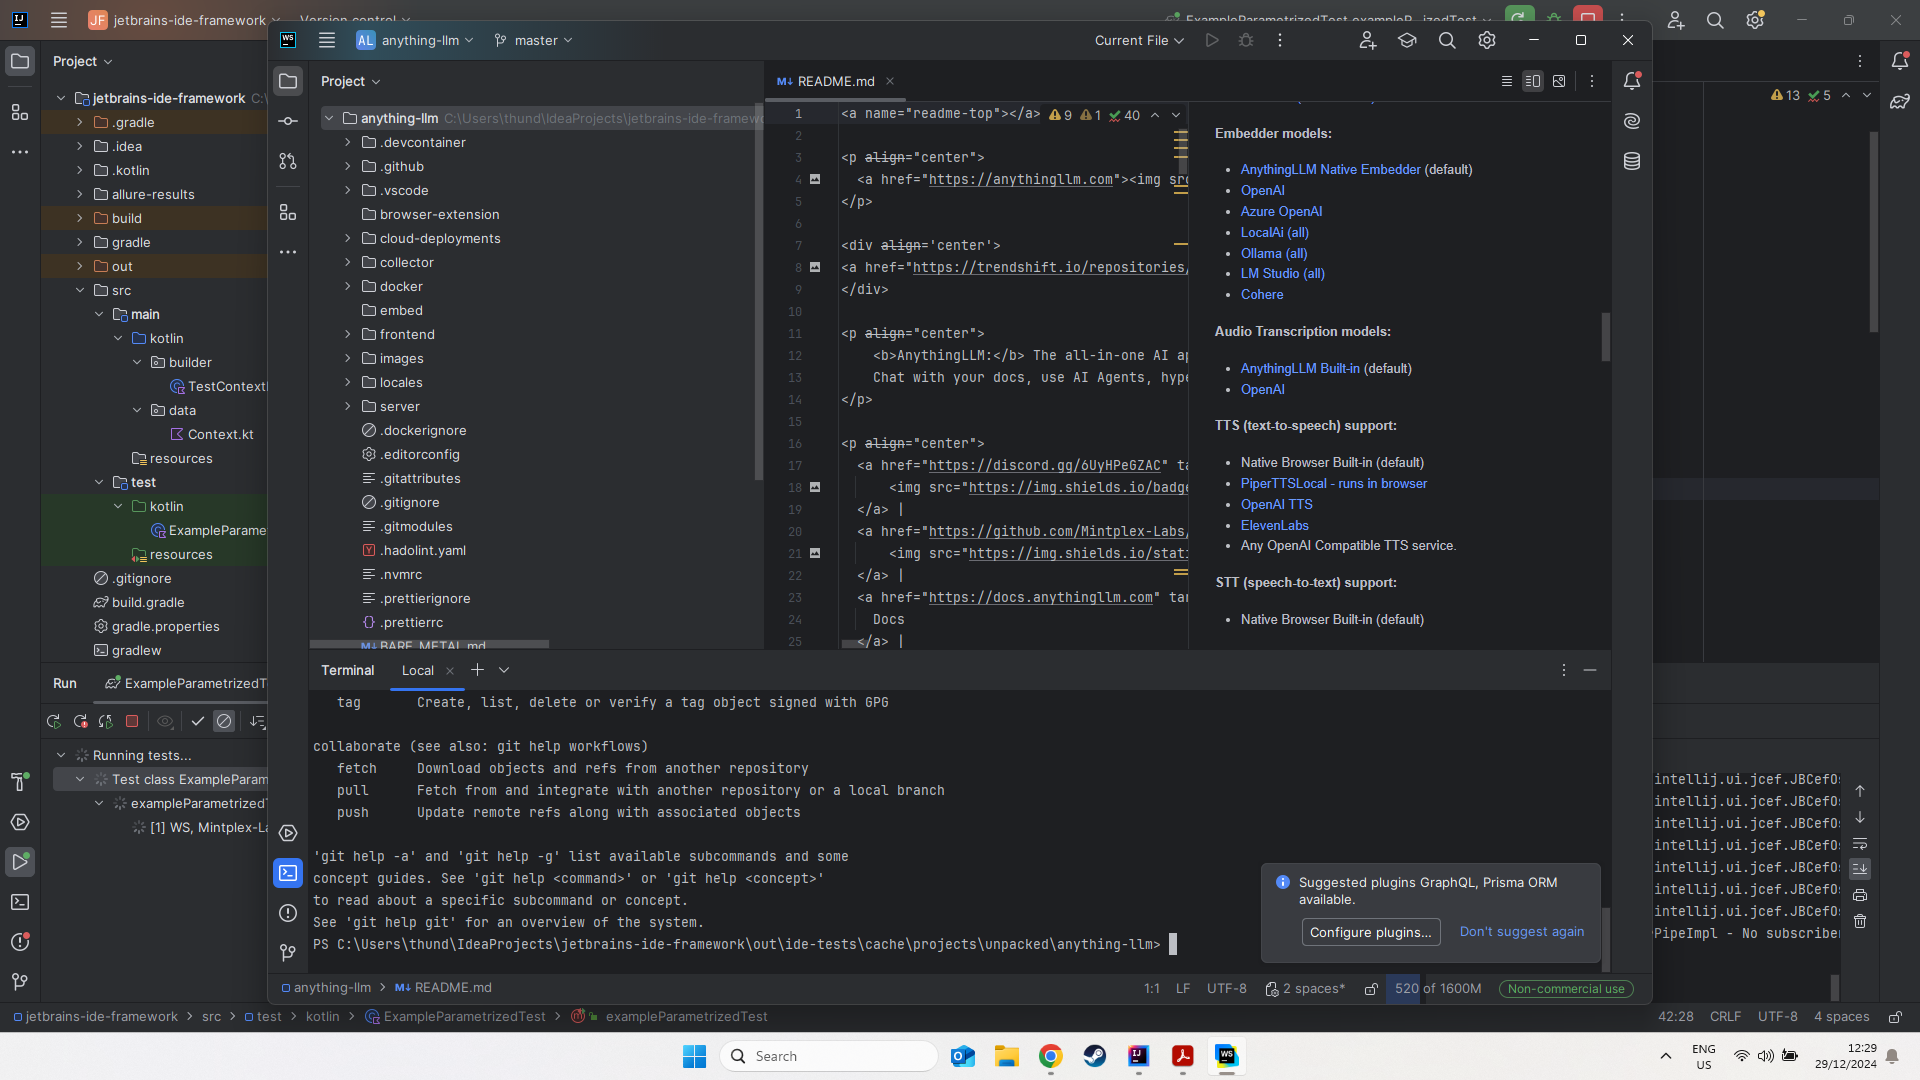 JF jetbrains-ide-framework
Version control
ExampleParametrizedTest.exampleP...izedTest
Project
jetbrains-ide-framework C:\
.gradle
.idea
.kotlin
allure-results
build
gradle
out
src
main
kotlin
builder
TestContext
data
Context.kt
resources
test
kotlin
ExampleParame
resources
.gitignore
build.gradle
gradle.properties
gradlew
Run
ExampleParametrizedT
Running tests...
Test class ExampleParam
exampleParametrizedT
[1] WS, Mintplex-La
WS
AL anything-llm
master
Current File
Project
anything-llm C:\Users\thund\IdeaProjects\jetbrains-ide-framewo
.devcontainer
.github
.vscode
browser-extension
cloud-deployments
collector
docker
embed
frontend
images
locales
server
.dockerignore
.editorconfig
.gitattributes
.gitignore
.gitmodules
.hadolint.yaml
.nvmrc
.prettierignore
.prettierrc
BARE_METAL.md
README.md
9 1 40
1 <a name="readme-top"></a>
2
3 <p align="center">
4 <a href="https://anythingllm.com"><img src
5 </p>
6
7 <div align='center'>
8 <a href="https://trendshift.io/repositories/
9 </div>
10
11 <p align="center">
12 <b>AnythingLLM:</b> The all-in-one AI ap
13 Chat with your docs, use AI Agents, hype
14 </p>
15
16 <p align="center">
17 <a href="https://discord.gg/6UyHPeGZAC" ta
18 <img src="https://img.shields.io/badge
19 </a> |
20 <a href="https://github.com/Mintplex-Labs/
21 <img src="https://img.shields.io/stati
22 </a> |
23 <a href="https://docs.anythingllm.com" tar
24 Docs
25 </a> |
Embedder models:
AnythingLLM Native Embedder (default)
OpenAI
Azure OpenAI
LocalAi (all)
Ollama (all)
LM Studio (all)
Cohere
Audio Transcription models:
AnythingLLM Built-in (default)
OpenAI
TTS (text-to-speech) support:
Native Browser Built-in (default)
PiperTTSLocal - runs in browser
OpenAI TTS
ElevenLabs
Any OpenAI Compatible TTS service.
STT (speech-to-text) support:
Native Browser Built-in (default)
13 5
Terminal
Local
tag Create, list, delete or verify a tag object signed with GPG
collaborate (see also: git help workflows)
fetch Download objects and refs from another repository
pull Fetch from and integrate with another repository or a local branch
push Update remote refs along with associated objects
'git help -a' and 'git help -g' list available subcommands and some
concept guides. See 'git help <command>' or 'git help <concept>'
to read about a specific subcommand or concept.
See 'git help git' for an overview of the system.
PS C:\Users\thund\IdeaProjects\jetbrains-ide-framework\out\ide-tests\cache\projects\unpacked\anything-llm>
Suggested plugins GraphQL, Prisma ORM
available.
Configure plugins...
Don't suggest again
intellij.ui.jcef.JBCefOs
intellij.ui.jcef.JBCefOs
intellij.ui.jcef.JBCefOs
intellij.ui.jcef.JBCefOs
intellij.ui.jcef.JBCefOs
intellij.ui.jcef.JBCefOs
intellij.ui.jcef.JBCefOs
PipeImpl - No subscribe
anything-llm > README.md
1:1 LF UTF-8 2 spaces* 520 of 1600M Non-commercial use
jetbrains-ide-framework > src > test > kotlin > ExampleParametrizedTest > exampleParametrizedTest
42:28 CRLF UTF-8 4 spaces
Search
ENG
US
12:29
29/12/2024